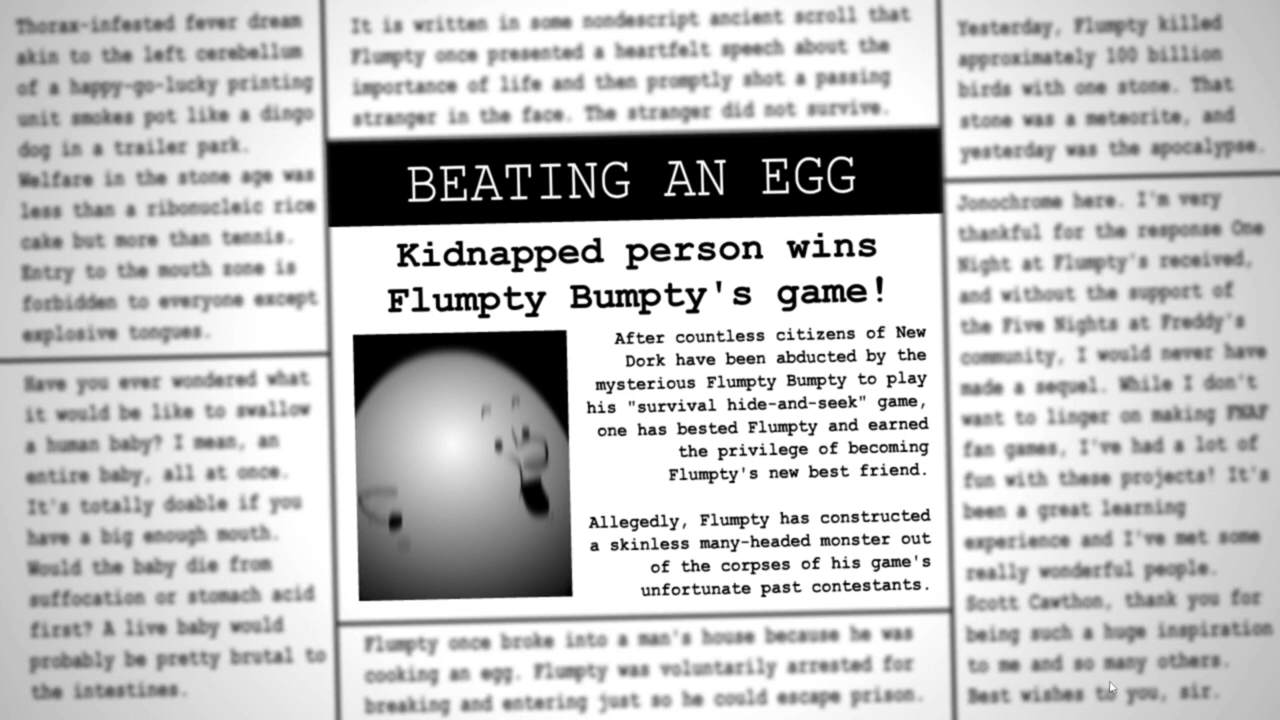 Thorax-infested fever dream
akin to the left cerebellum
of a happy-go-lucky printing
unit smokes pot like a dingo
dog in a trailer park.
Welfare in the stone age was
less than a ribonucleic rice
cake but more than tennis.
Entry to the mouth zone is
forbidden to everyone except
explosive tongues.
Have you ever wondered what
it would be like to swallow
a human baby? I mean, an
entire baby, all at once.
It's totally doable if you
have a big enough mouth.
Would the baby die from
suffocation or stomach acid
first? A live baby would
probably be pretty brutal to
the intestines.
It is written in some nondescript ancient scroll that
Flumpty once presented a heartfelt speech about the
importance of life and then promptly shot a passing
stranger in the face. The stranger did not survive.
BEATING AN EGG
Kidnapped person wins
Flumpty Bumpty's game!
After countless citizens of New
Dork have been abducted by the
mysterious Flumpty Bumpty to play
his "survival hide-and-seek" game,
one has bested Flumpty and earned
the privilege of becoming
Flumpty's new best friend.
Allegedly, Flumpty has constructed
a skinless many-headed monster out
of the corpses of his game's
unfortunate past contestants.
Flumpty once broke into a man's house because he was
cooking an egg. Flumpty was voluntarily arrested for
breaking and entering just so he could escape prison.
Yesterday, Flumpty killed
approximately 100 billion
birds with one stone. That
stone was a meteorite, and
yesterday was the apocalypse.
Jonochrome here. I'm very
thankful for the response One
Night at Flumpty's received,
and without the support of
the Five Nights at Freddy's
community, I would never have
made a sequel. While I don't
want to linger on making FNAF
fan games, I've had a lot of
fun with these projects! It's
been a great learning
experience and I've met some
really wonderful people.
Scott Cawthon, thank you for
being such a huge inspiration
to me and so many others.
Best wishes to you, sir.